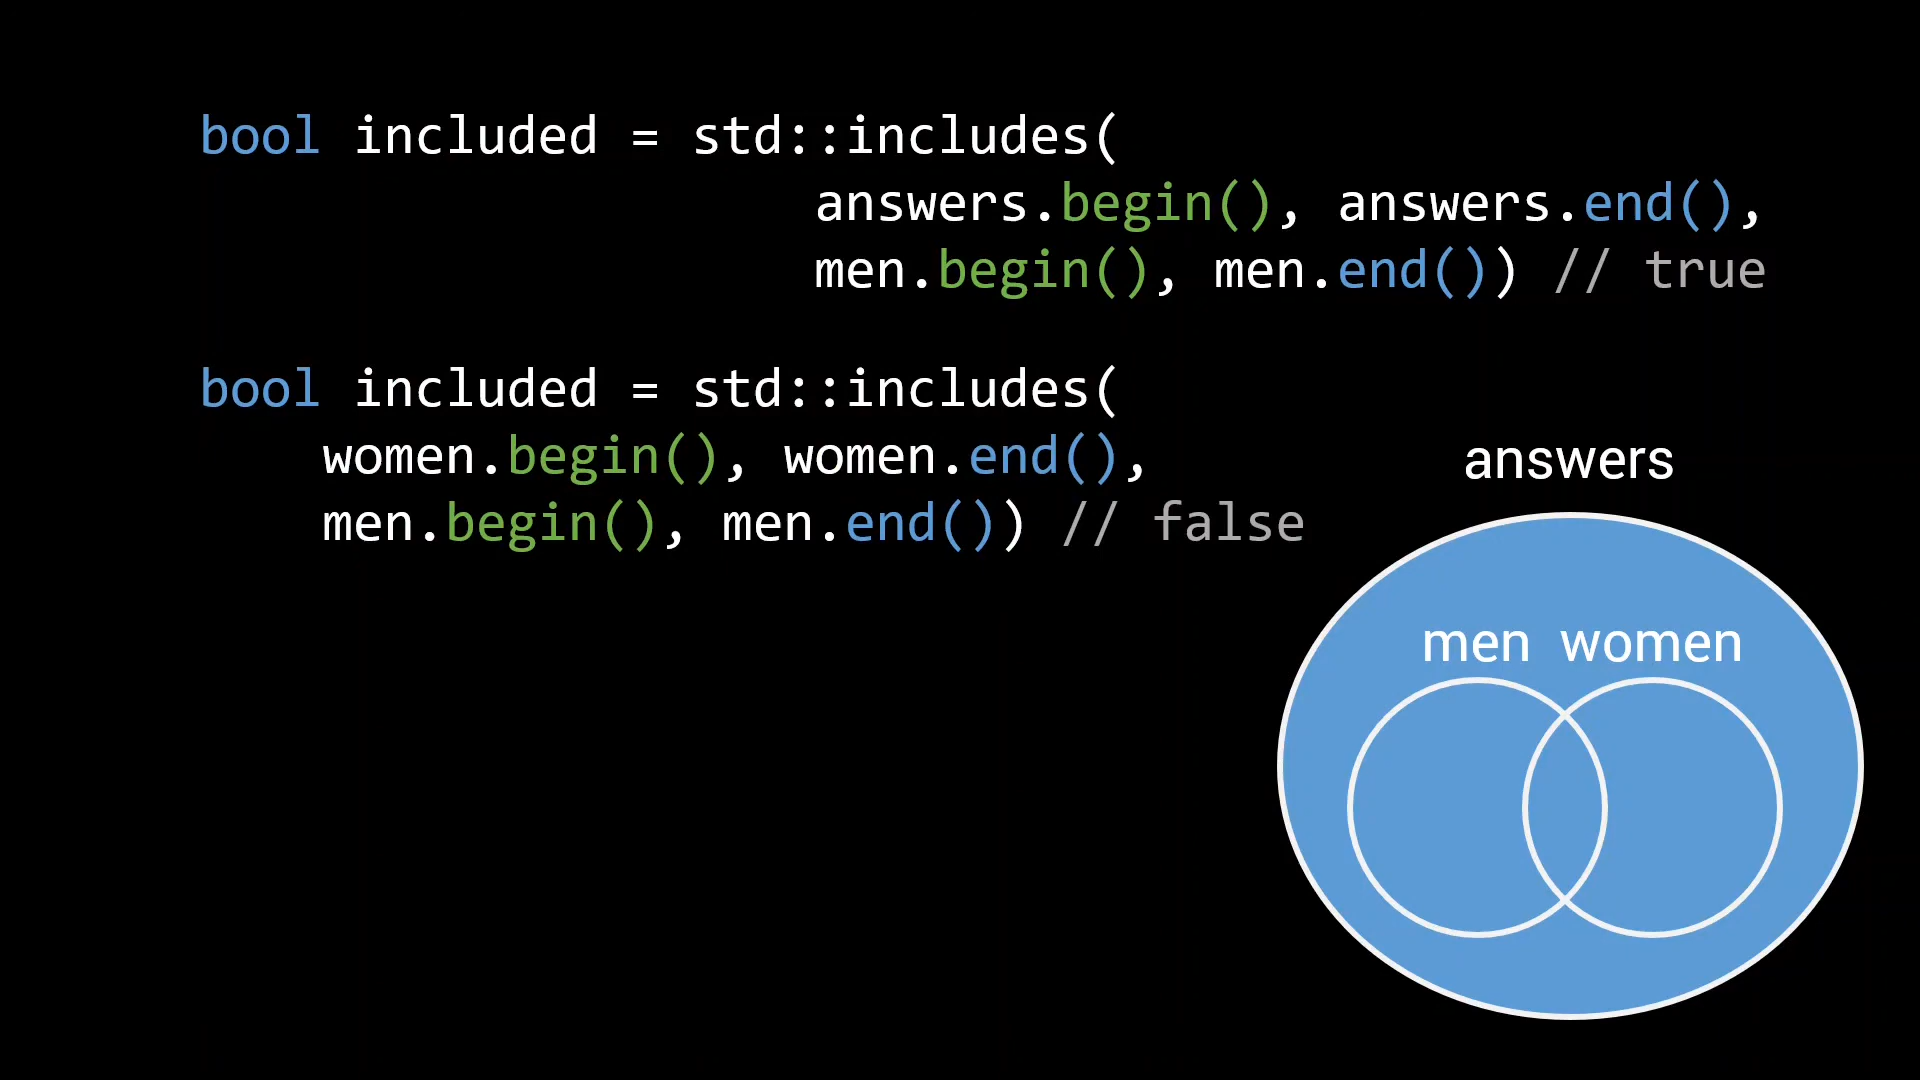 bool included = std::includes(
answers.begin(), answers.end(),
men.begin(), men.end()) // true
bool included = std::includes(
women.begin(), women.end(),
men.begin(), men.end()) // false
answers
men women